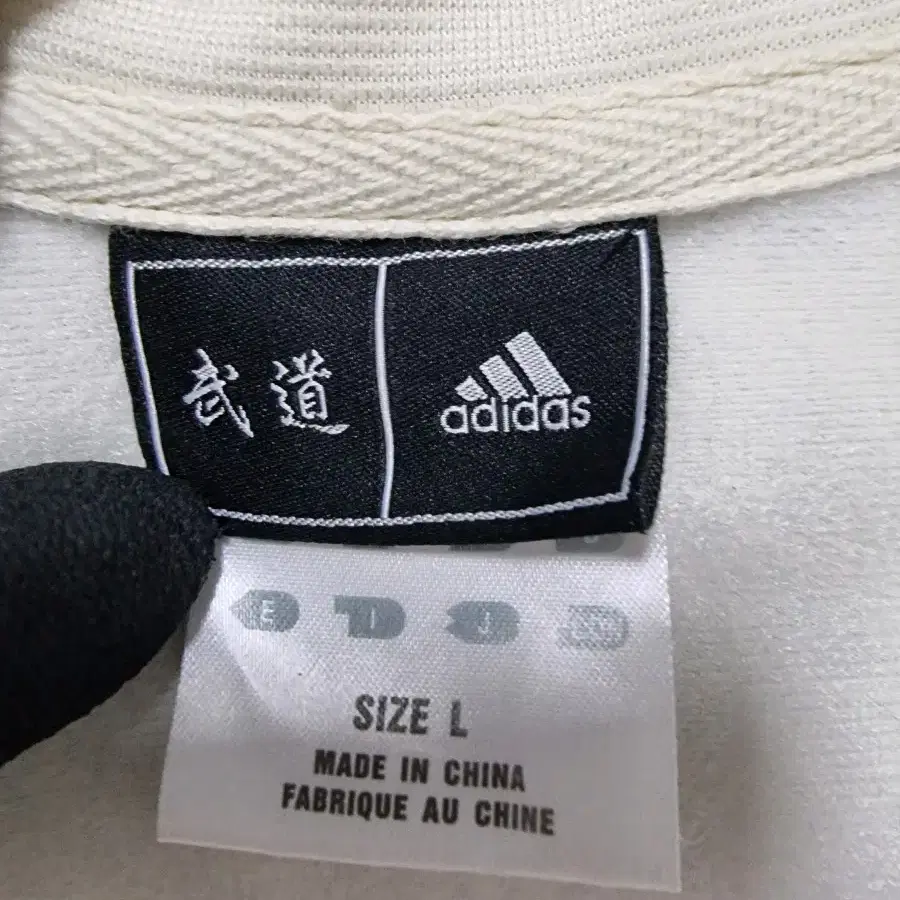 武道
adidas
E I J
SIZE L
MADE IN CHINA
FABRIQUE AU CHINE